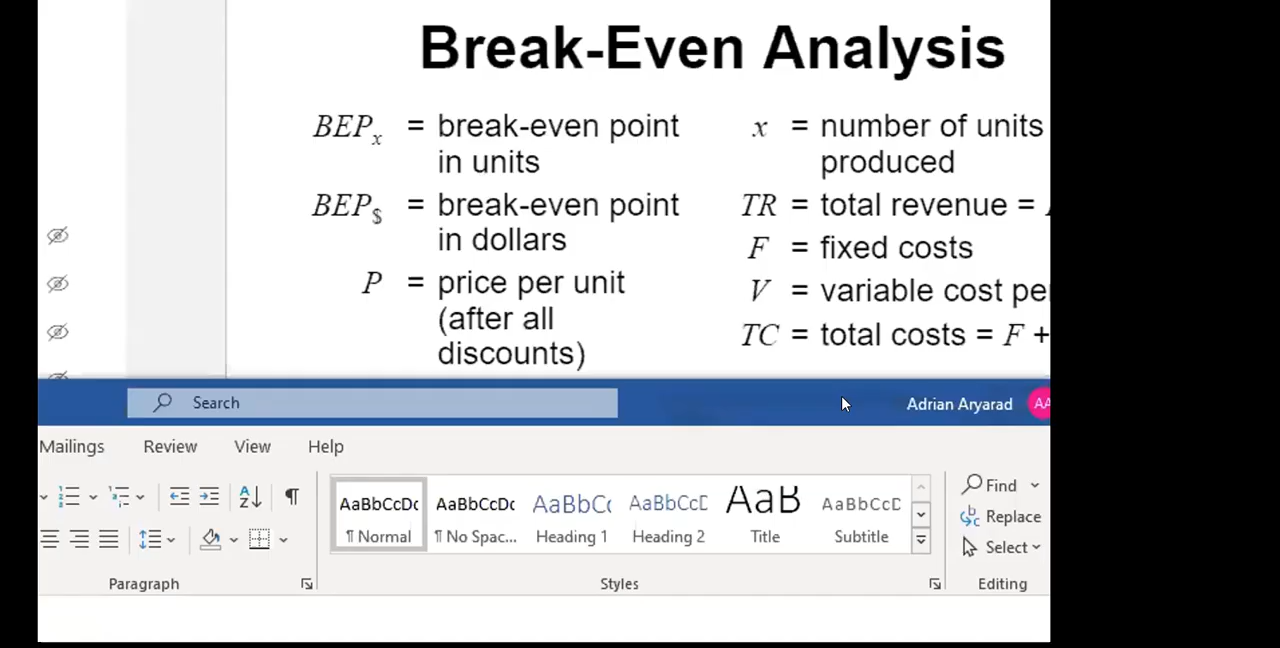 Break-Even Analysis
BEPx = break-even point
in units
BEP$ = break-even point
in dollars
P = price per unit
(after all
discounts)
x = number of units
produced
TR = total revenue =
F = fixed costs
V = variable cost
TC = total costs = F +
Search
Adrian Aryarad
AA
Mailings Review View Help
AaBbCcDc AaBbCcDc AaBbCc AaBbCcD AaB AaBbCcD
¶ Normal ¶ No Spac... Heading 1 Heading 2 Title Subtitle
Find
Replace
Select
Paragraph Styles Editing